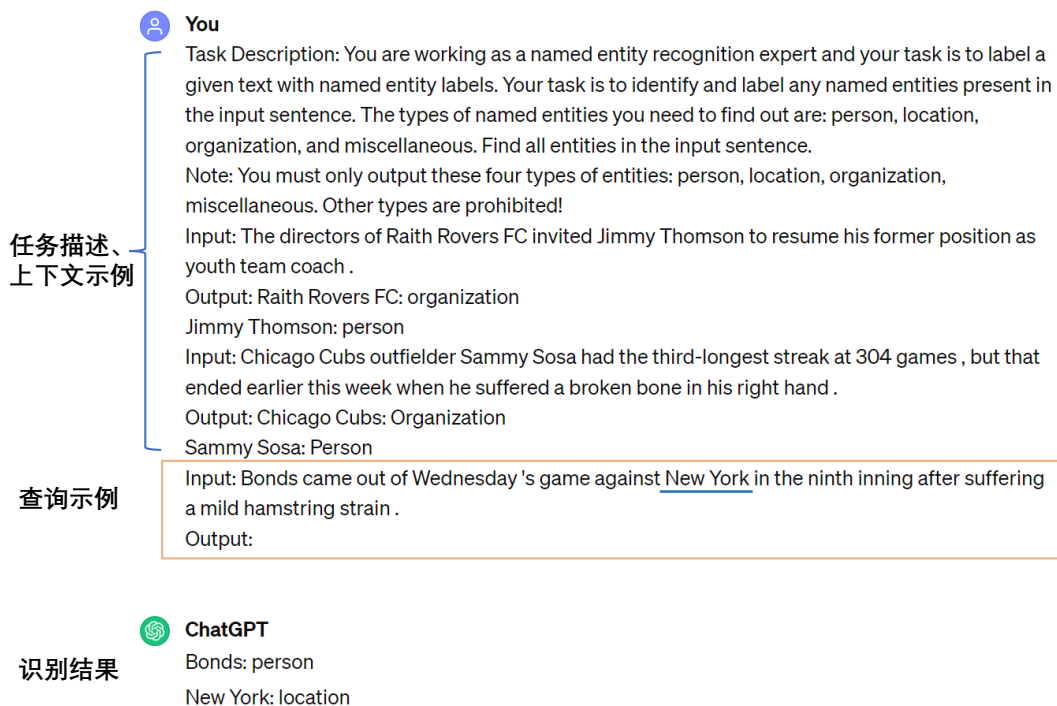 You
Task Description: You are working as a named entity recognition expert and your task is to label a
given text with named entity labels. Your task is to identify and label any named entities present in
the input sentence. The types of named entities you need to find out are: person, location,
organization, and miscellaneous. Find all entities in the input sentence.
Note: You must only output these four types of entities: person, location, organization,
miscellaneous. Other types are prohibited!
Input: The directors of Raith Rovers FC invited Jimmy Thomson to resume his former position as
youth team coach .
Output: Raith Rovers FC: organization
Jimmy Thomson: person
Input: Chicago Cubs outfielder Sammy Sosa had the third-longest streak at 304 games , but that
ended earlier this week when he suffered a broken bone in his right hand .
Output: Chicago Cubs: Organization
Sammy Sosa: Person
任务描述、
上下文示例
Input: Bonds came out of Wednesday 's game against New York in the ninth inning after suffering
a mild hamstring strain .
Output:
查询示例
ChatGPT
Bonds: person
New York: location
识别结果